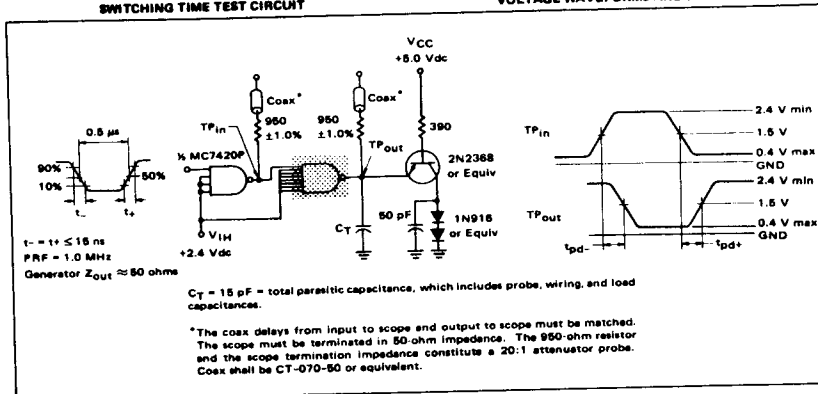 SWITCHING TIME TEST CIRCUIT
VCC
+5.0 Vdc
Coax*
Coax*
950
±1.0%
950
±1.0%
390
TPin
TPout
0.5 µs
90%
10%
50%
t-
t+
½ MC7420P
2N2368
or Equiv
VIH
+2.4 Vdc
CT
50 pF
1N916
or Equiv
t- = t+ ≤ 15 ns
PRF = 1.0 MHz
Generator Zout ≈ 50 ohms
TPin
2.4 V min
1.5 V
0.4 V max
GND
TPout
2.4 V min
1.5 V
0.4 V max
GND
tpd-
tpd+
CT = 15 pF = total parasitic capacitance, which includes probe, wiring, and load
capacitances.
*The coax delays from input to scope and output to scope must be matched.
The scope must be terminated in 50-ohm impedance. The 950-ohm resistor
and the scope termination impedance constitute a 20:1 attenuator probe.
Coax shall be CT-070-50 or equivalent.